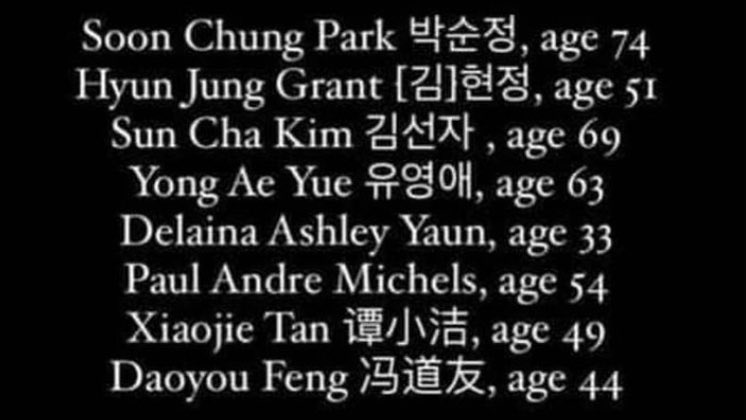 Soon Chung Park 박순정, age 74
Hyun Jung Grant [김]현정, age 51
Sun Cha Kim 김선자 , age 69
Yong Ae Yue 유영애, age 63
Delaina Ashley Yaun, age 33
Paul Andre Michels, age 54
Xiaojie Tan 谭小洁, age 49
Daoyou Feng 冯道友, age 44